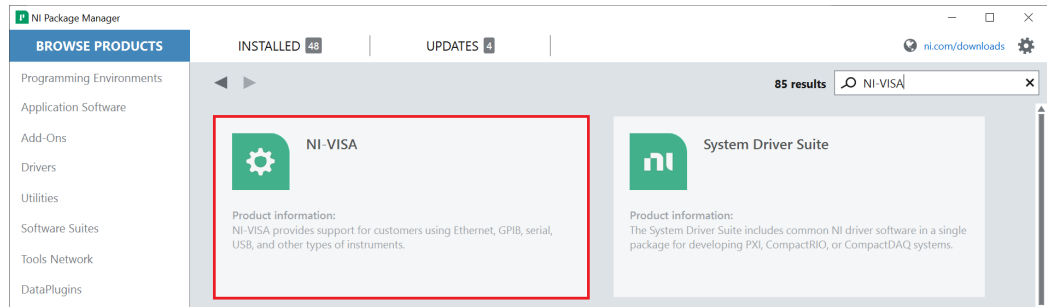 NI Package Manager
BROWSE PRODUCTS
INSTALLED 48
UPDATES 4
ni.com/downloads
Programming Environments
Application Software
Add-Ons
Drivers
Utilities
Software Suites
Tools Network
DataPlugins
85 results
NI-VISA
NI-VISA
Product information:
NI-VISA provides support for customers using Ethernet, GPIB, serial,
USB, and other types of instruments.
System Driver Suite
Product information:
The System Driver Suite includes common NI driver software in a single
package for developing PXI, CompactRIO, or CompactDAQ systems.